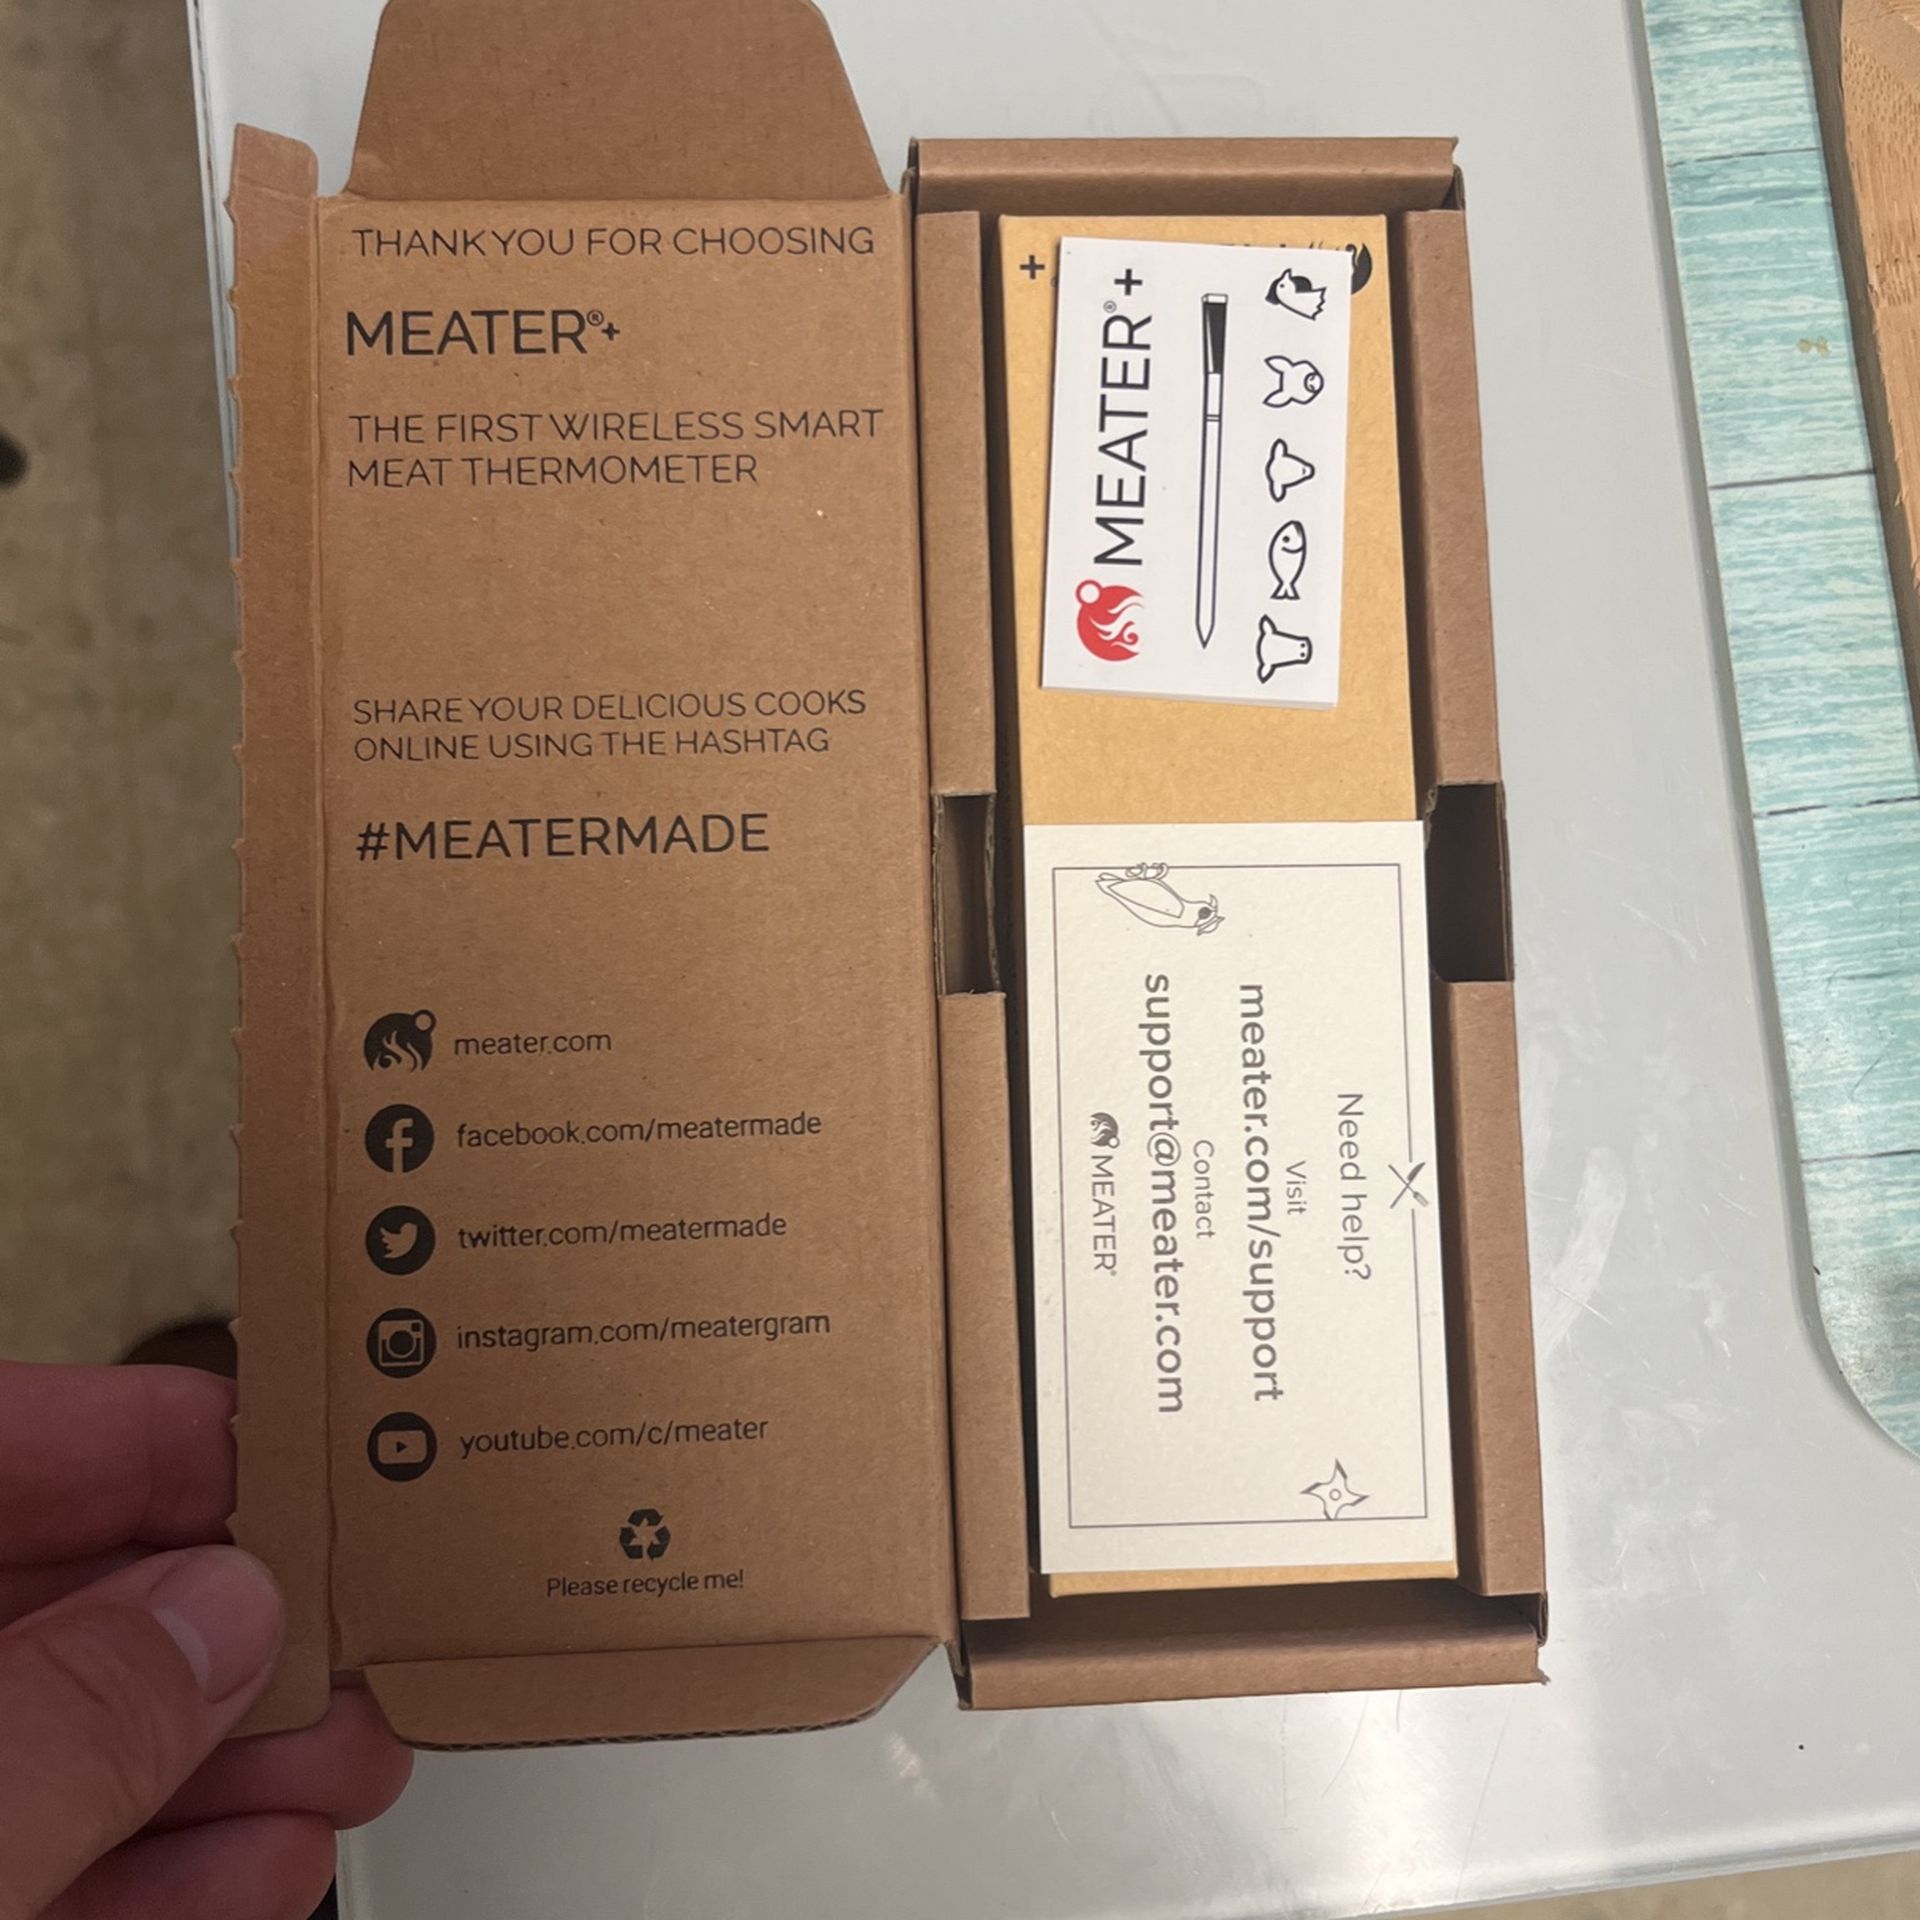 THANK YOU FOR CHOOSING
MEATER®+
THE FIRST WIRELESS SMART
MEAT THERMOMETER
SHARE YOUR DELICIOUS COOKS
ONLINE USING THE HASHTAG
#MEATERMADE
meater.com
facebook.com/meatermade
twitter.com/meatermade
instagram.com/meatergram
youtube.com/c/meater
Please recycle me!
+
MEATER®+
Need help?
Visit
meater.com/support
Contact
support@meater.com
MEATER®